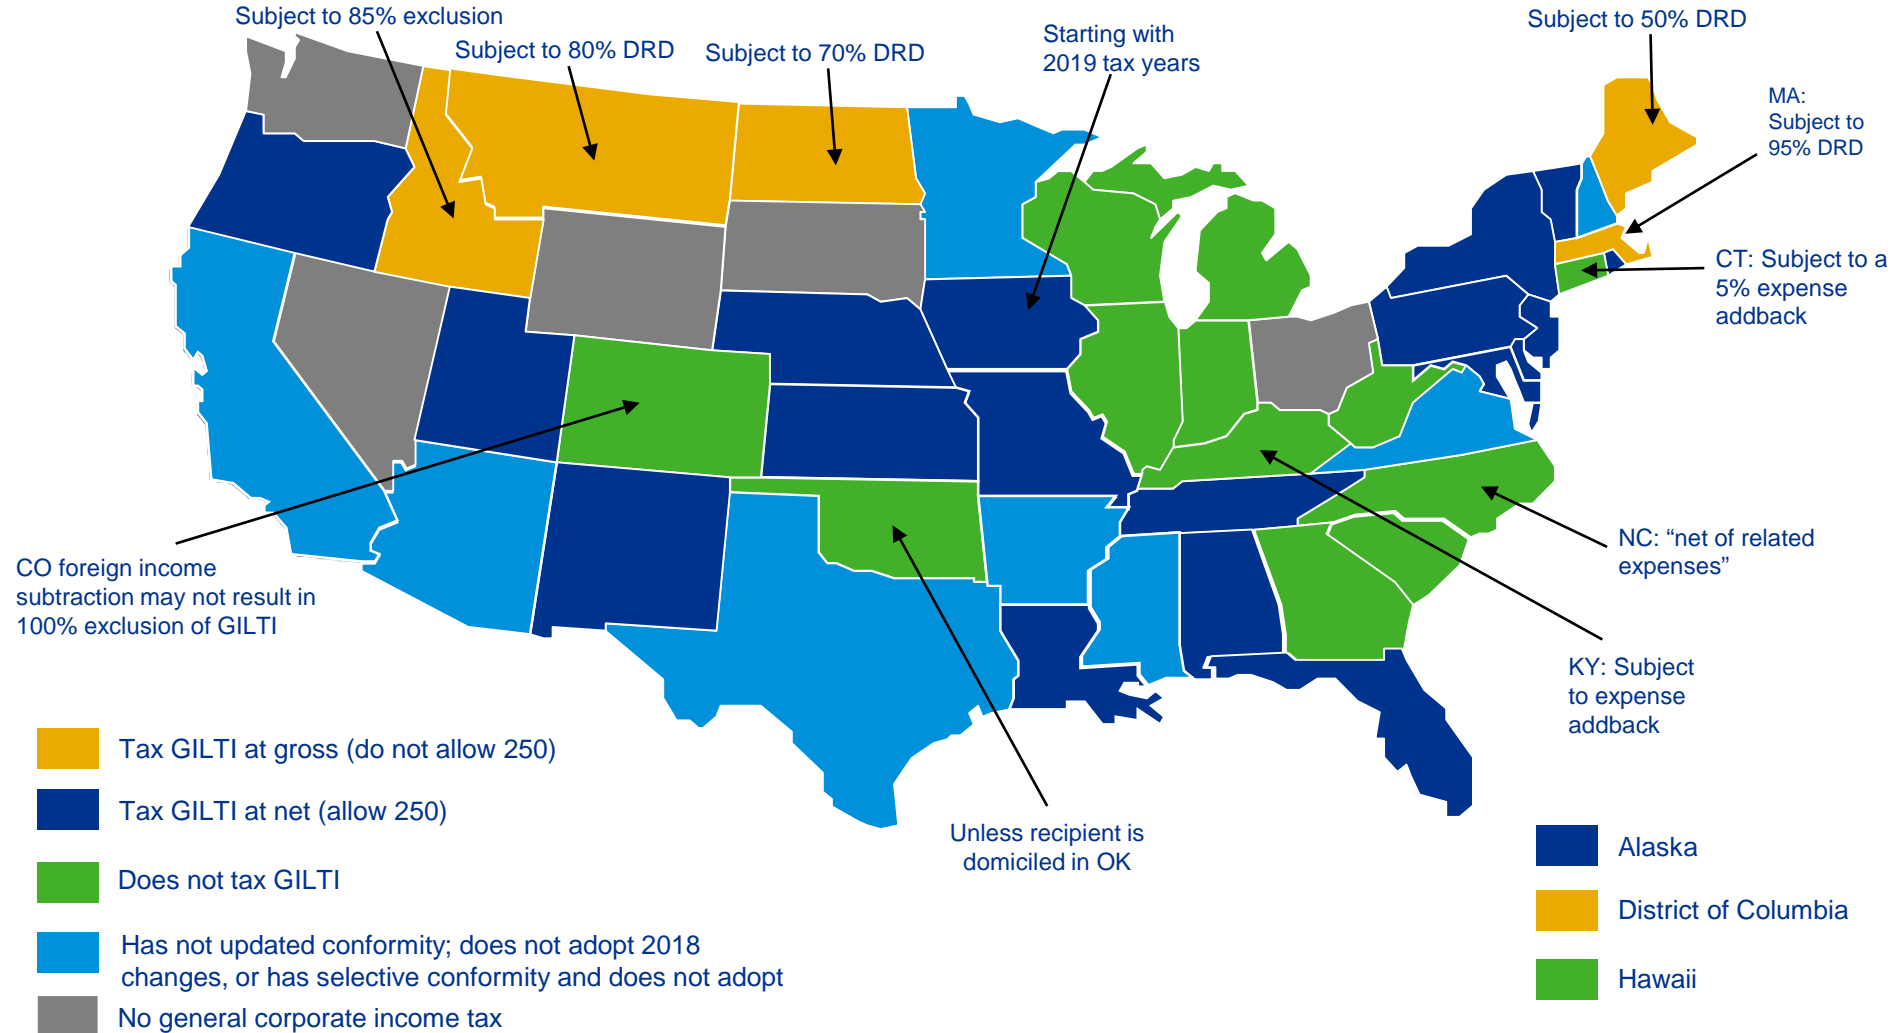 Subject to 85% exclusion
Subject to 80% DRD
Subject to 70% DRD
Starting with
2019 tax years
Subject to 50% DRD
MA:
Subject to
95% DRD
CT: Subject to a
5% expense
addback
CO foreign income
subtraction may not result in
100% exclusion of GILTI
NC: “net of related
expenses”
KY: Subject
to expense
addback
Unless recipient is
domiciled in OK
Tax GILTI at gross (do not allow 250)
Tax GILTI at net (allow 250)
Does not tax GILTI
Has not updated conformity; does not adopt 2018
changes, or has selective conformity and does not adopt
No general corporate income tax
Alaska
District of Columbia
Hawaii